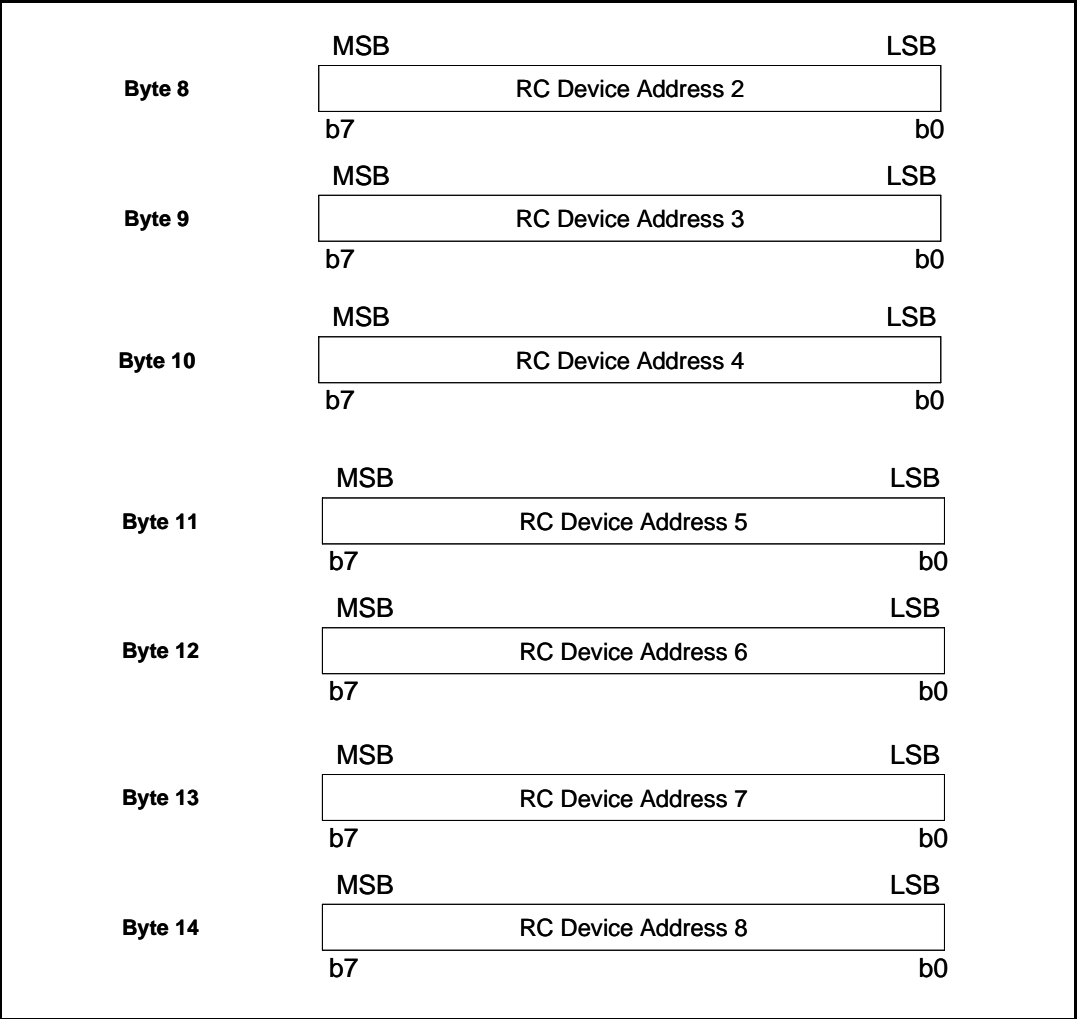 MSB LSB
Byte 8 RC Device Address 2
b7 b0
MSB LSB
Byte 9 RC Device Address 3
b7 b0
MSB LSB
Byte 10 RC Device Address 4
b7 b0
MSB LSB
Byte 11 RC Device Address 5
b7 b0
MSB LSB
Byte 12 RC Device Address 6
b7 b0
MSB LSB
Byte 13 RC Device Address 7
b7 b0
MSB LSB
Byte 14 RC Device Address 8
b7 b0